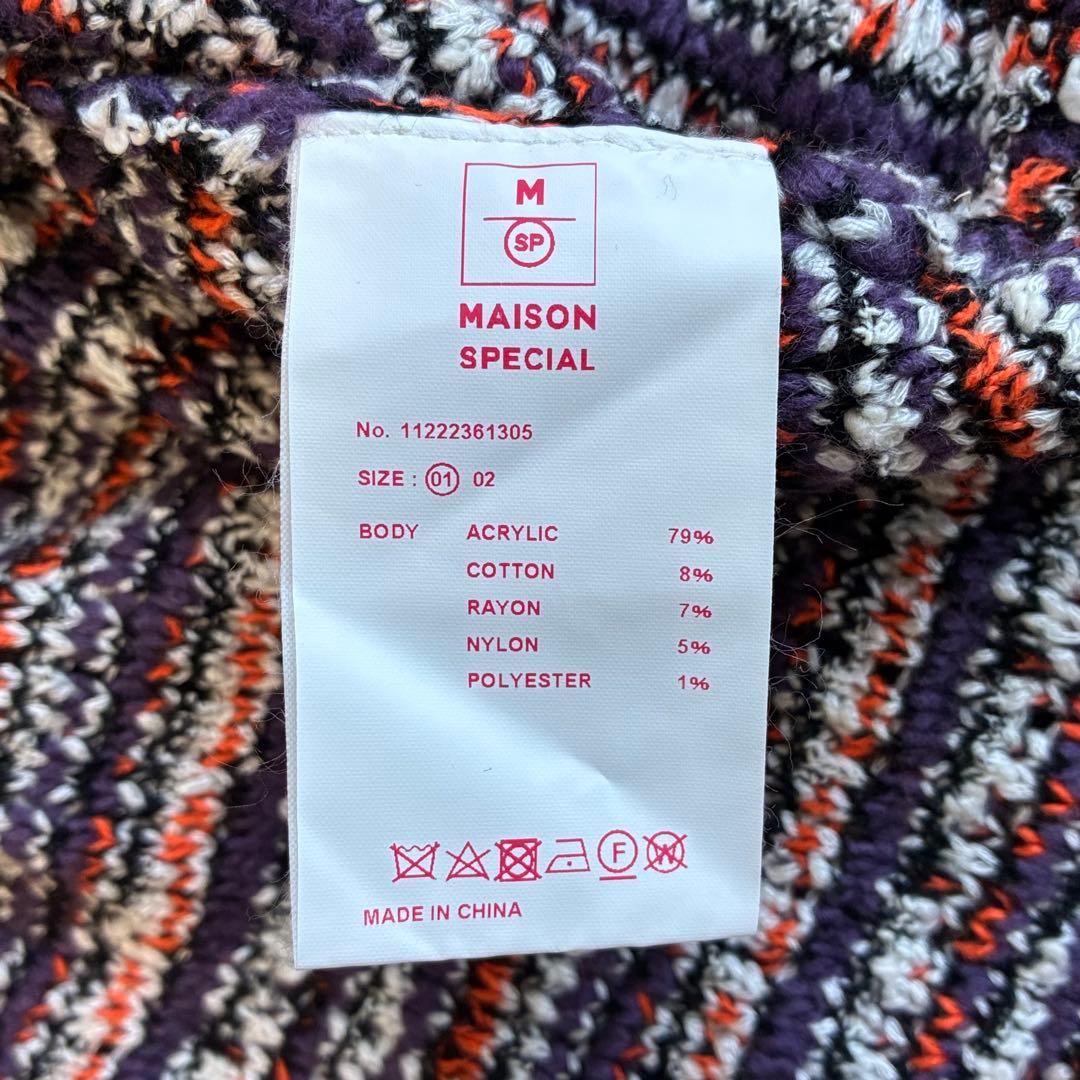 M
SP
MAISON
SPECIAL
No. 11222361305
SIZE : 01 02
BODY ACRYLIC 79%
COTTON 8%
RAYON 7%
NYLON 5%
POLYESTER 1%
F W
MADE IN CHINA